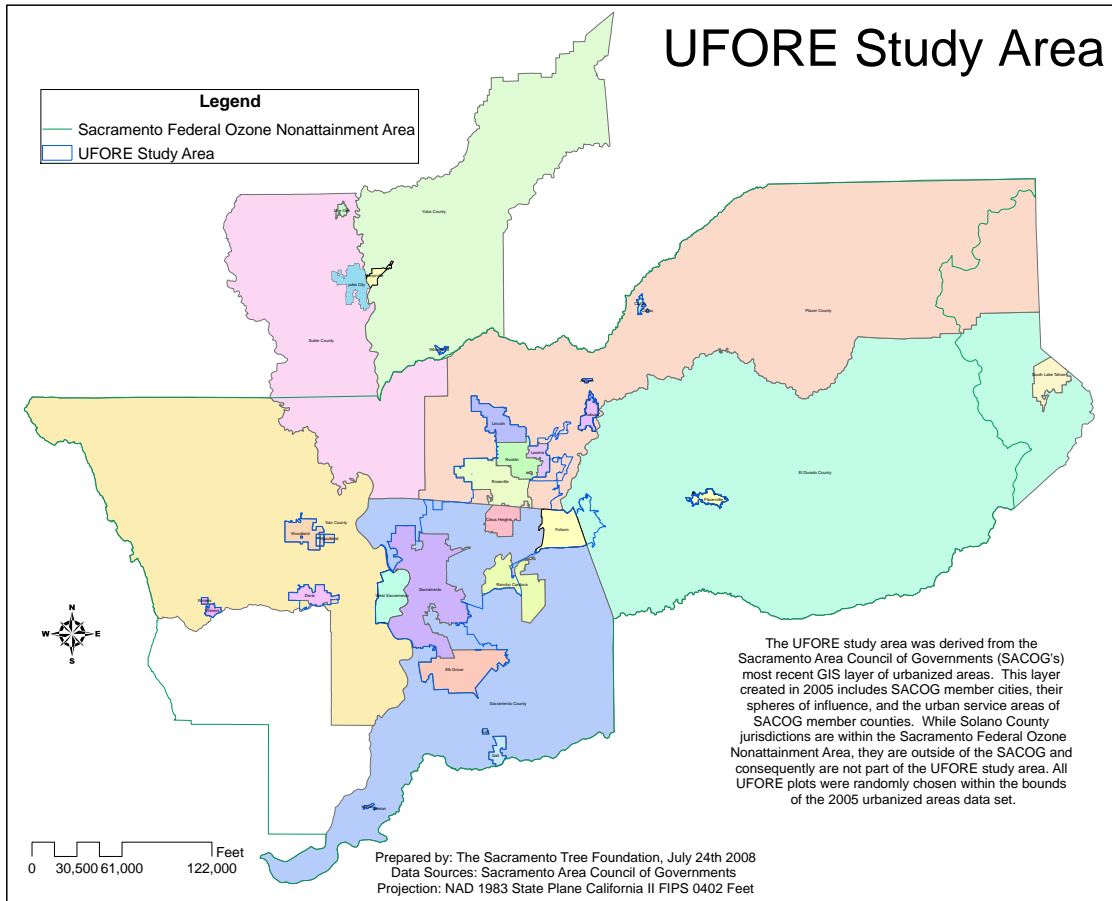 UFORE Study Area
Legend
Sacramento Federal Ozone Nonattainment Area
UFORE Study Area
Yuba County
Yuba City
Sutter County
Placer County
South Lake Tahoe
Lincoln
Loomis
Rocklin
Roseville
El Dorado County
Placerville
Citrus Heights
Folsom
Yolo County
Woodland
Rancho Cordova
West Sacramento
Sacramento
Davis
Elk Grove
Sacramento County
Galt
N
W E
S
The UFORE study area was derived from the
Sacramento Area Council of Governments (SACOG's)
most recent GIS layer of urbanized areas. This layer
created in 2005 includes SACOG member cities, their
spheres of influence, and the urban service areas of
SACOG member counties. While Solano County
jurisdictions are within the Sacramento Federal Ozone
Nonattainment Area, they are outside of the SACOG and
consequently are not part of the UFORE study area. All
UFORE plots were randomly chosen within the bounds
of the 2005 urbanized areas data set.
Feet
0 30,500 61,000 122,000
Prepared by: The Sacramento Tree Foundation, July 24th 2008
Data Sources: Sacramento Area Council of Governments
Projection: NAD 1983 State Plane California II FIPS 0402 Feet